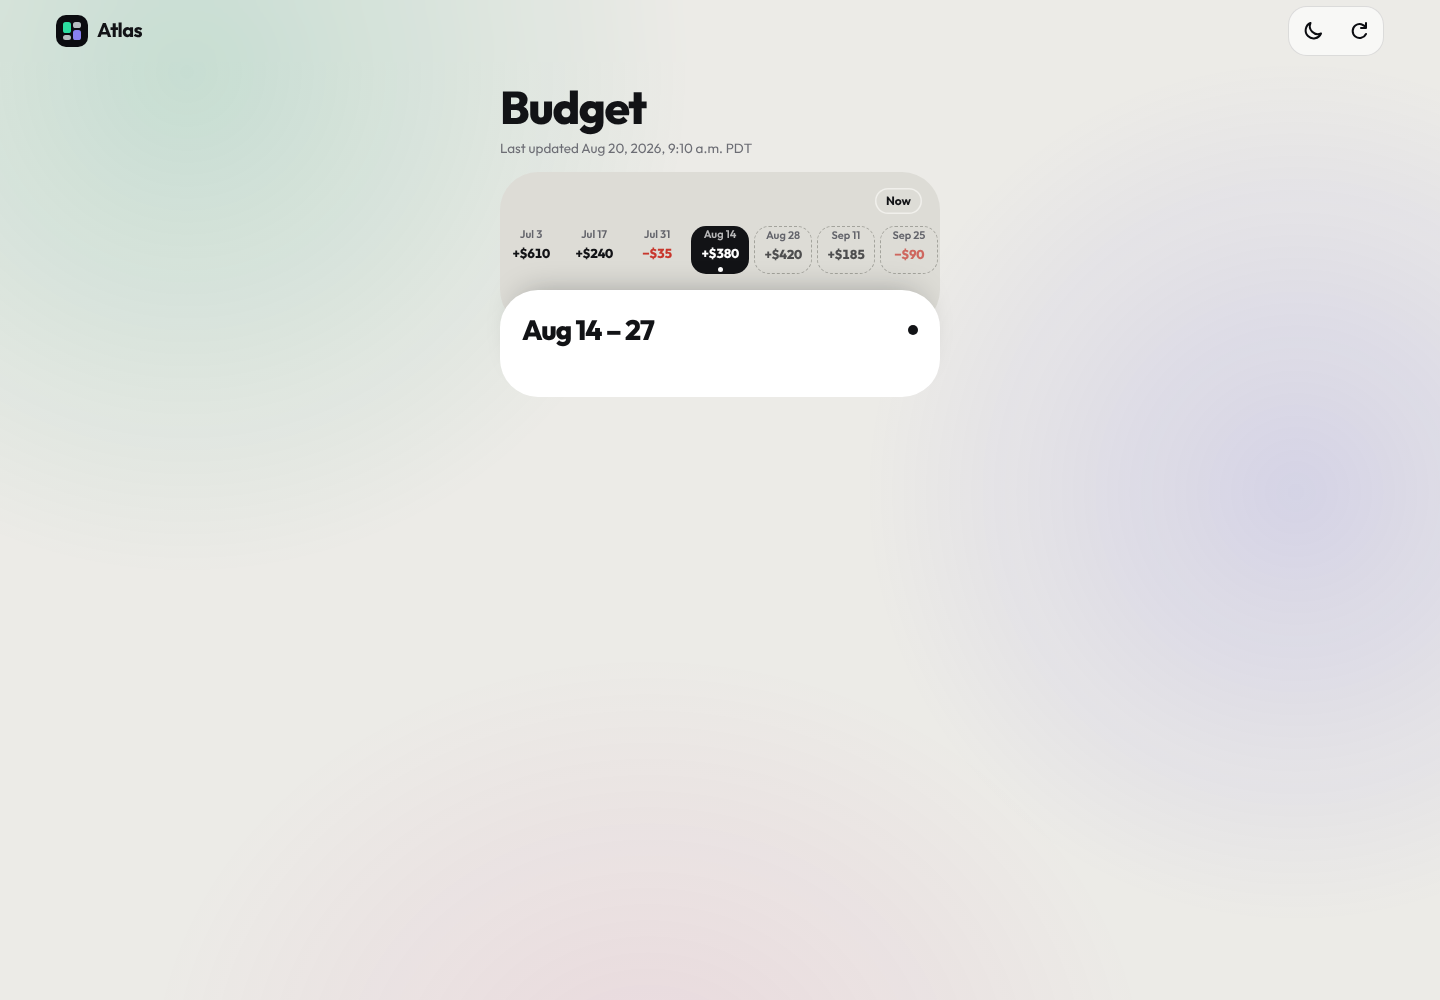 Atlas
Budget
Last updated Aug 20, 2026, 9:10 a.m. PDT
Now
Jul 3 Jul 17 Jul 31 Aug 14 Aug 28 Sep 11 Sep 25
+$610 +$240 −$35 +$380 +$420 +$185 −$90
Aug 14 – 27